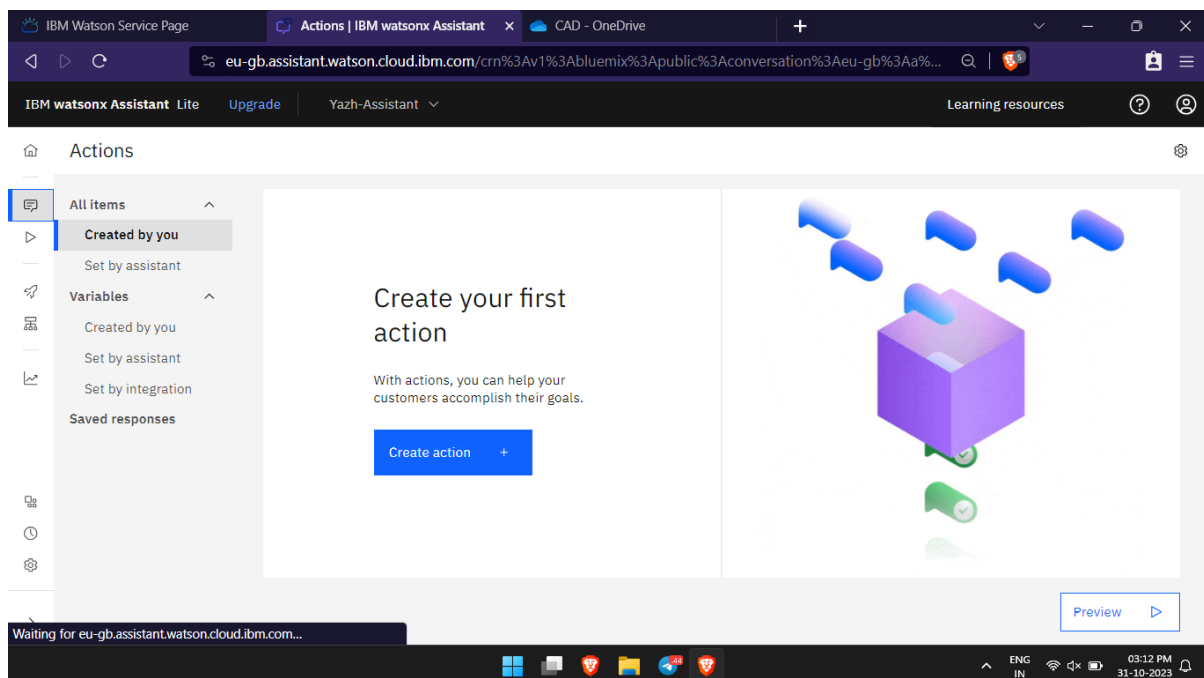 IBM Watson Service Page
Actions | IBM watsonx Assistant
CAD - OneDrive
eu-gb.assistant.watson.cloud.ibm.com/crn%3Av1%3Abluemix%3Apublic%3Aconversation%3Aeu-gb%3Aa%...
5
IBM watsonx Assistant Lite Upgrade Yazh-Assistant Learning resources
Actions
All items
Created by you
Set by assistant
Variables
Created by you
Set by assistant
Set by integration
Saved responses
Create your first
action
With actions, you can help your
customers accomplish their goals.
Create action +
Preview
Waiting for eu-gb.assistant.watson.cloud.ibm.com...
44
ENG
IN
03:12 PM
31-10-2023